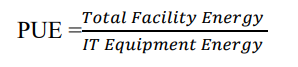 PUE = Total Facility Energy / IT Equipment Energy